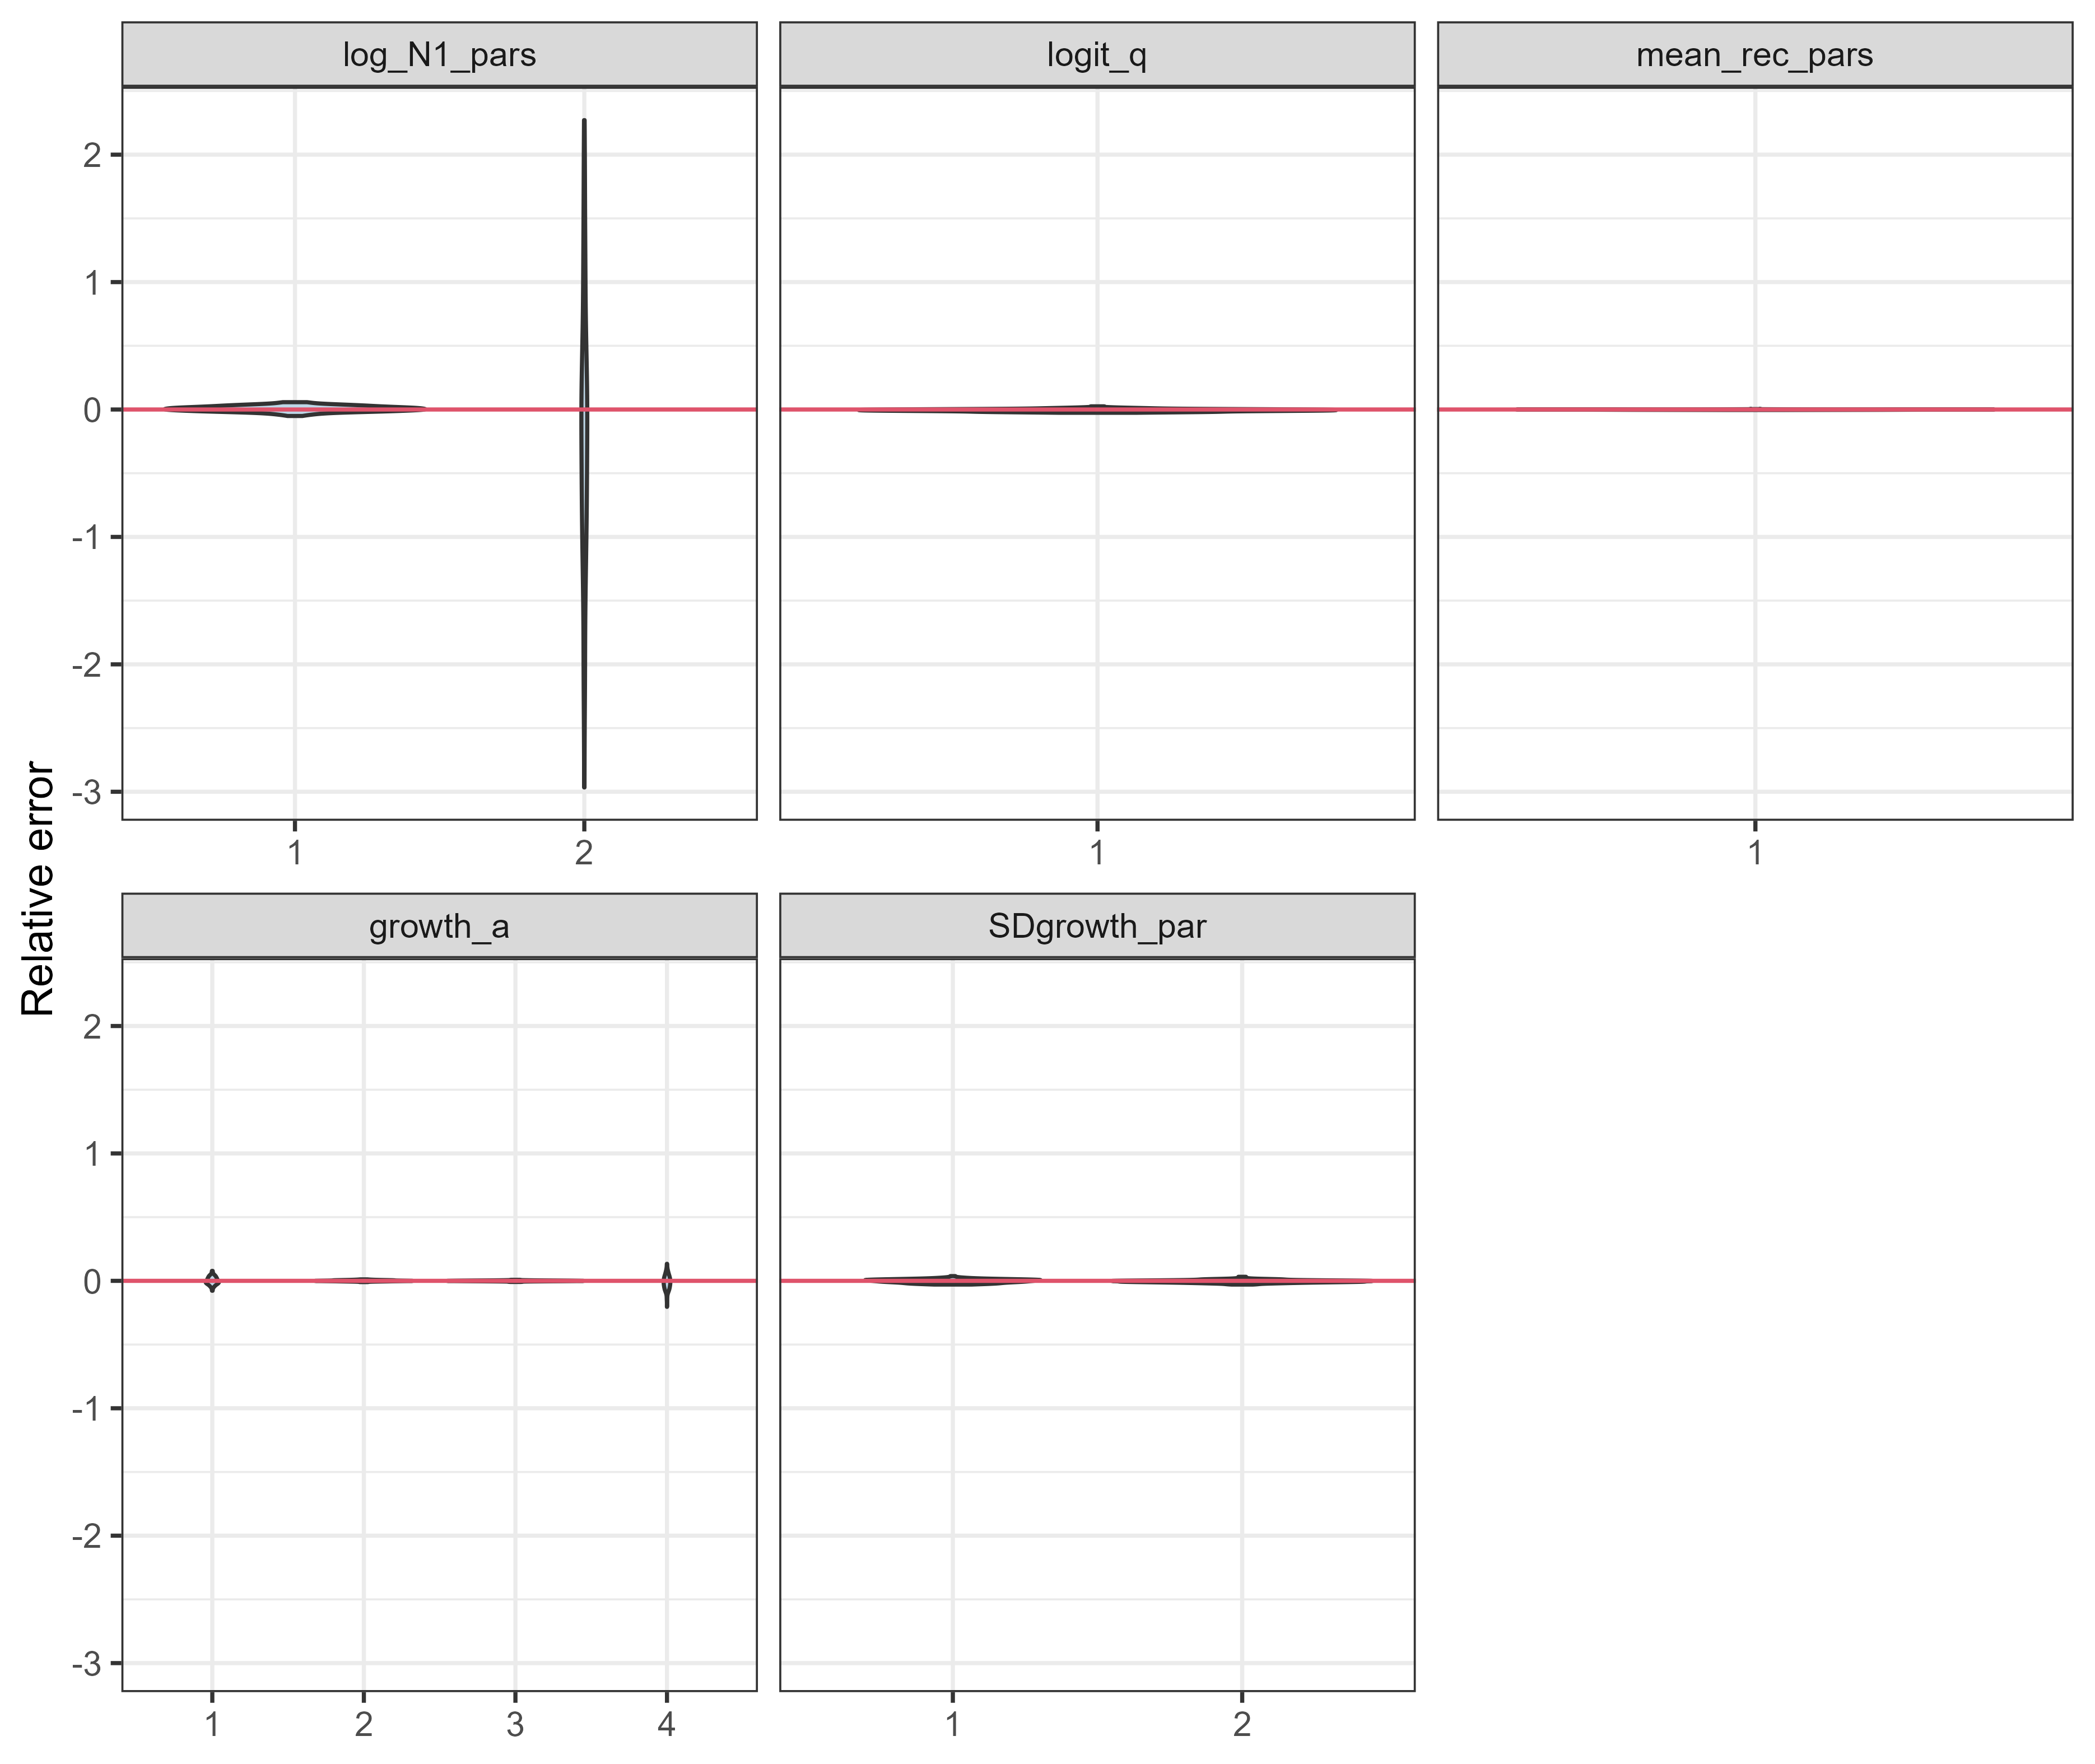 log_N1_pars logit_q mean_rec_pars
2
1
0
-1
-2
-3
1 2 1 1
Relative error
growth_a SDgrowth_par
2
1
0
-1
-2
-3
1 2 3 4 1 2